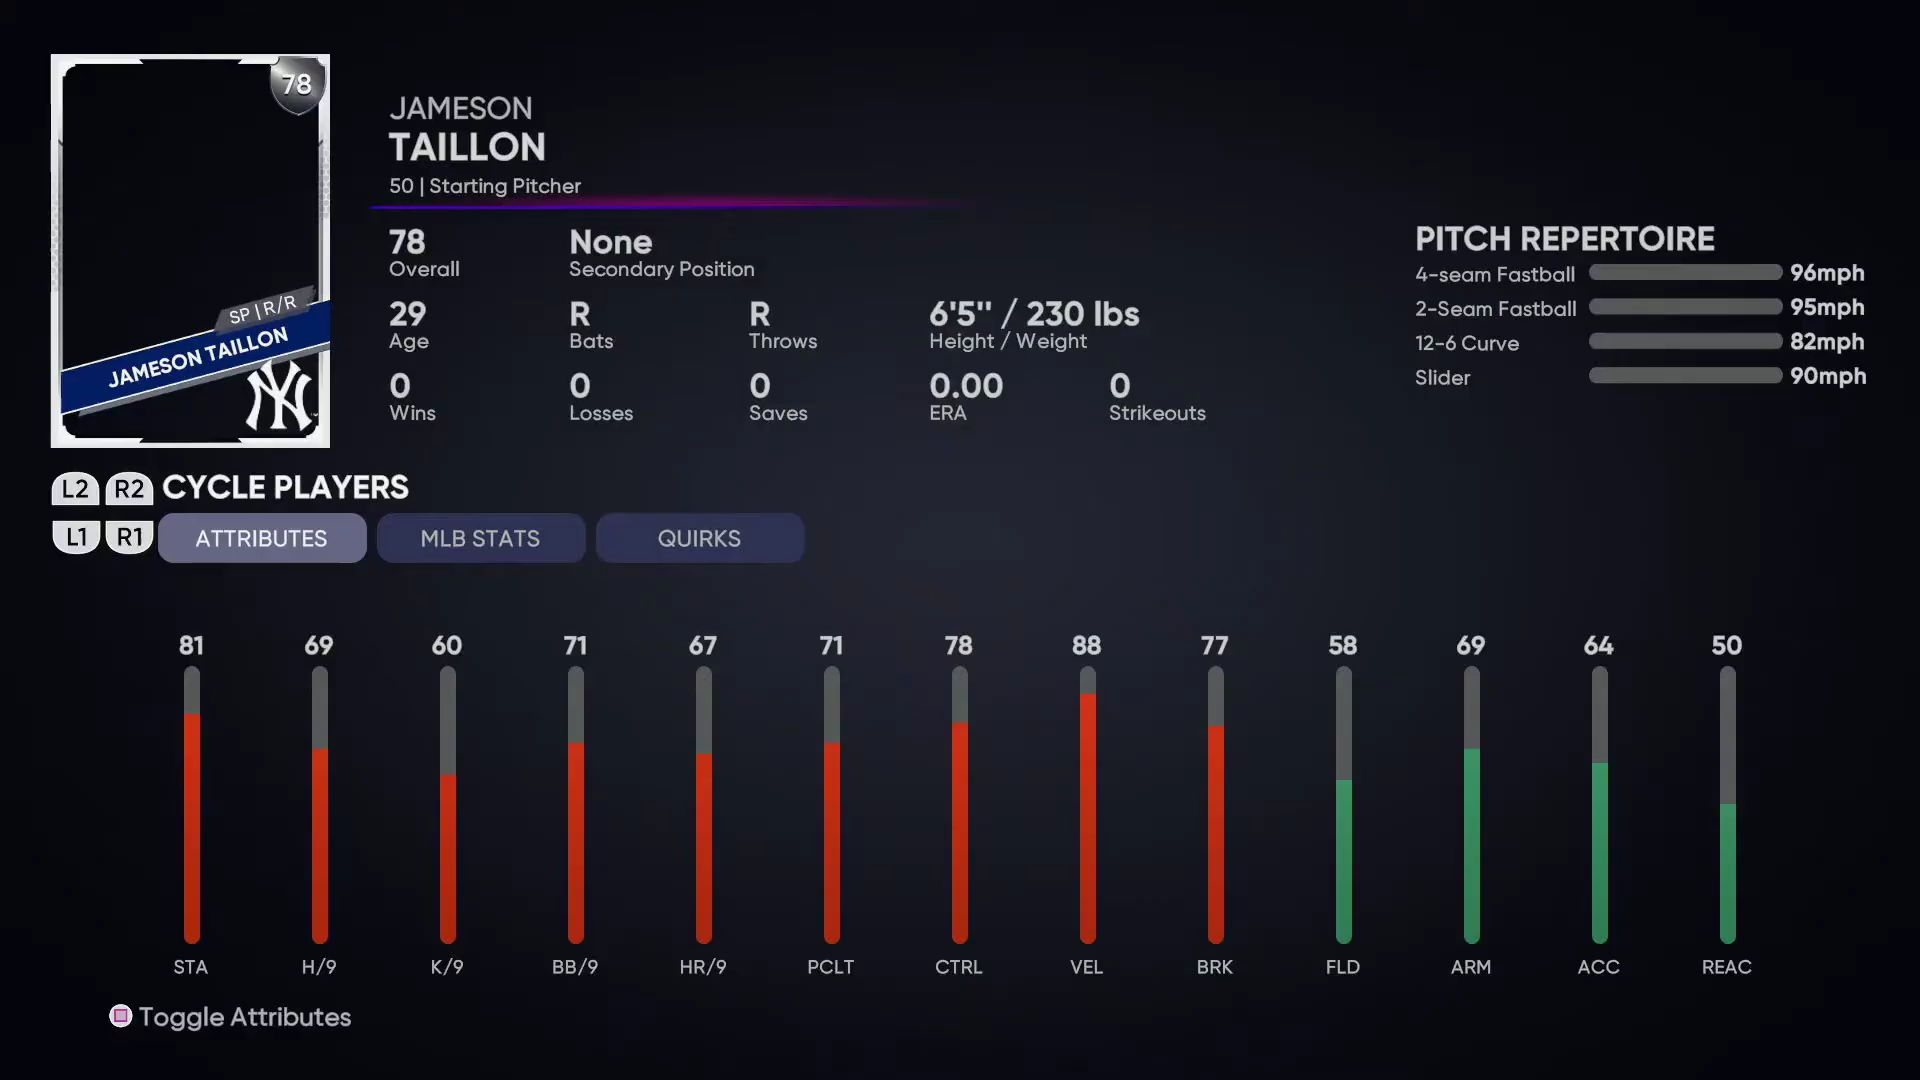 78
SP | R/R
JAMESON TAILLON
NY
JAMESON
TAILLON
50 | Starting Pitcher
78 None
Overall Secondary Position
29 R R 6'5'' / 230 lbs
Age Bats Throws Height / Weight
0 0 0 0.00 0
Wins Losses Saves ERA Strikeouts
PITCH REPERTOIRE
4-seam Fastball 96mph
2-Seam Fastball 95mph
12-6 Curve 82mph
Slider 90mph
L2 R2 CYCLE PLAYERS
L1 R1 ATTRIBUTES MLB STATS QUIRKS
81 69 60 71 67 71 78 88 77 58 69 64 50
STA H/9 K/9 BB/9 HR/9 PCLT CTRL VEL BRK FLD ARM ACC REAC
Toggle Attributes